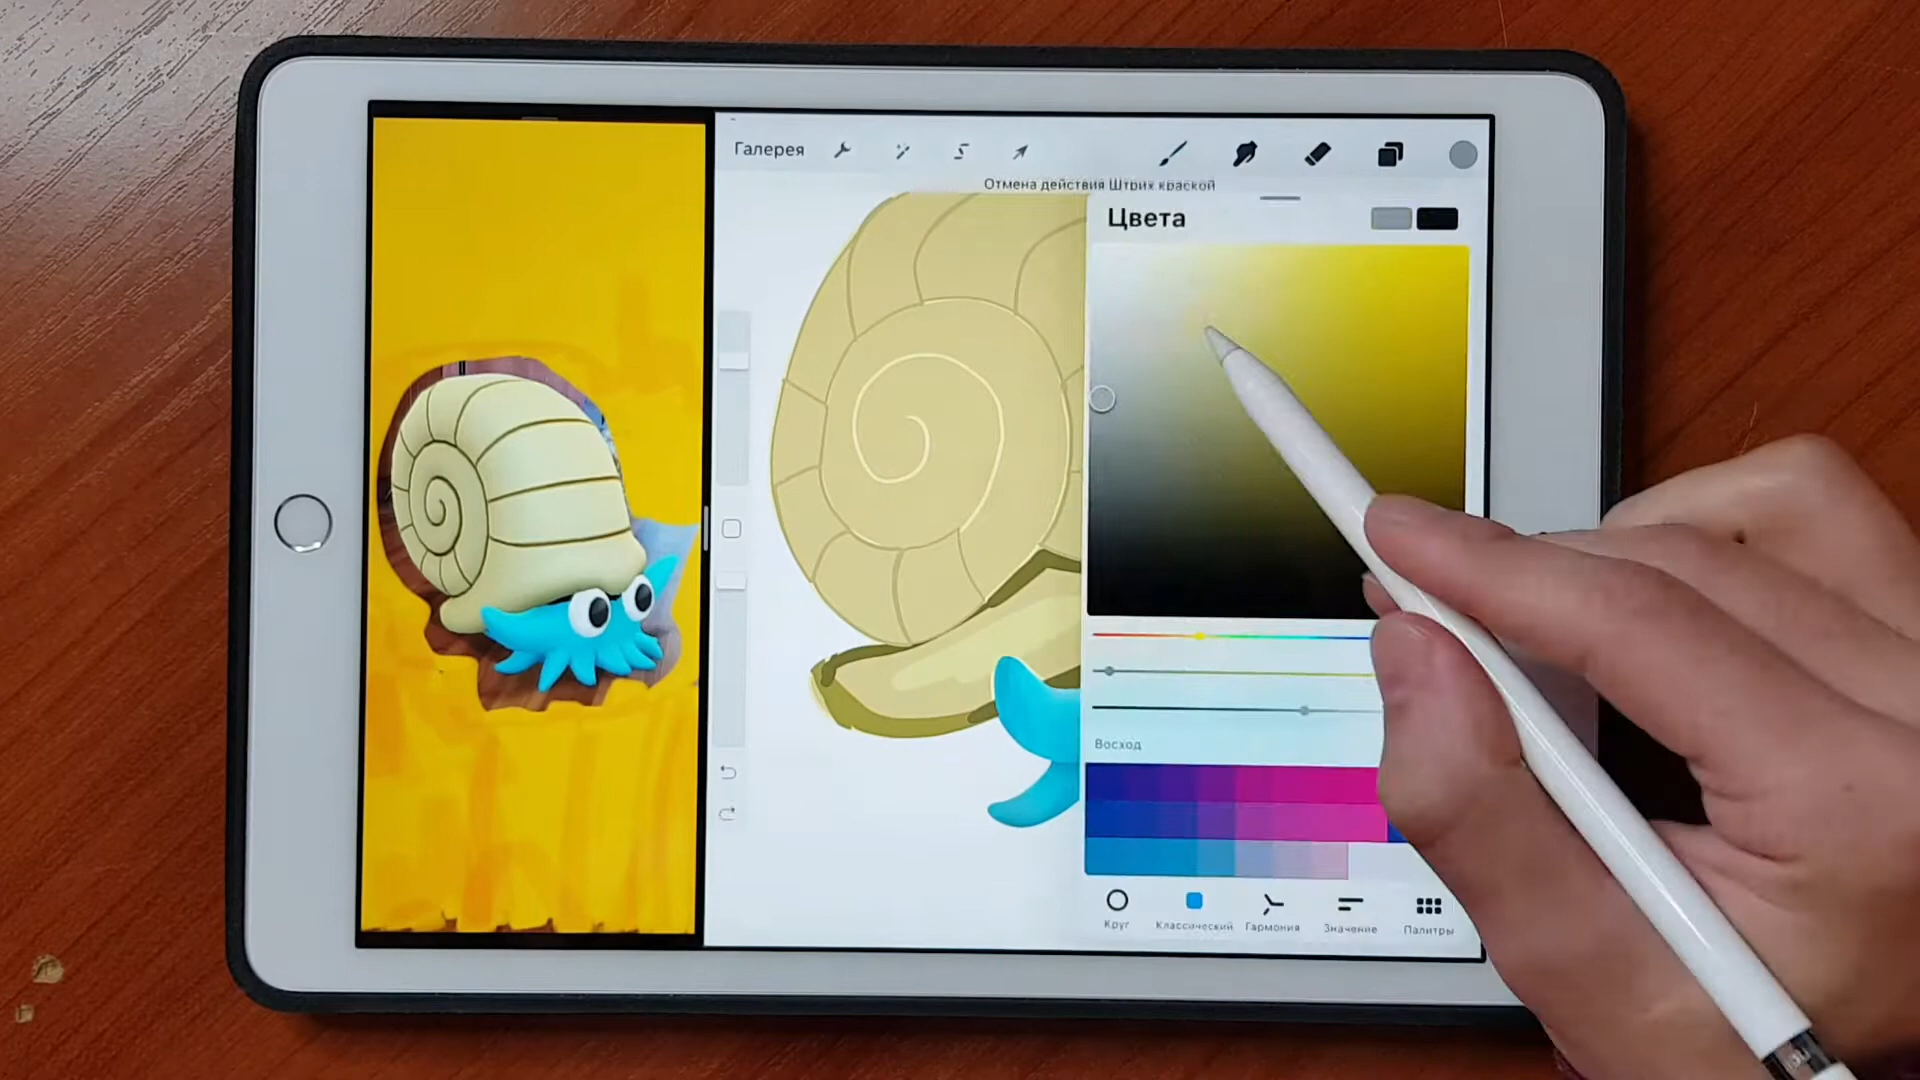 Галерея
Отмена действия Штрих краской
Цвета
Восход
Круг
Классический
Гармония
Значение
Палитры